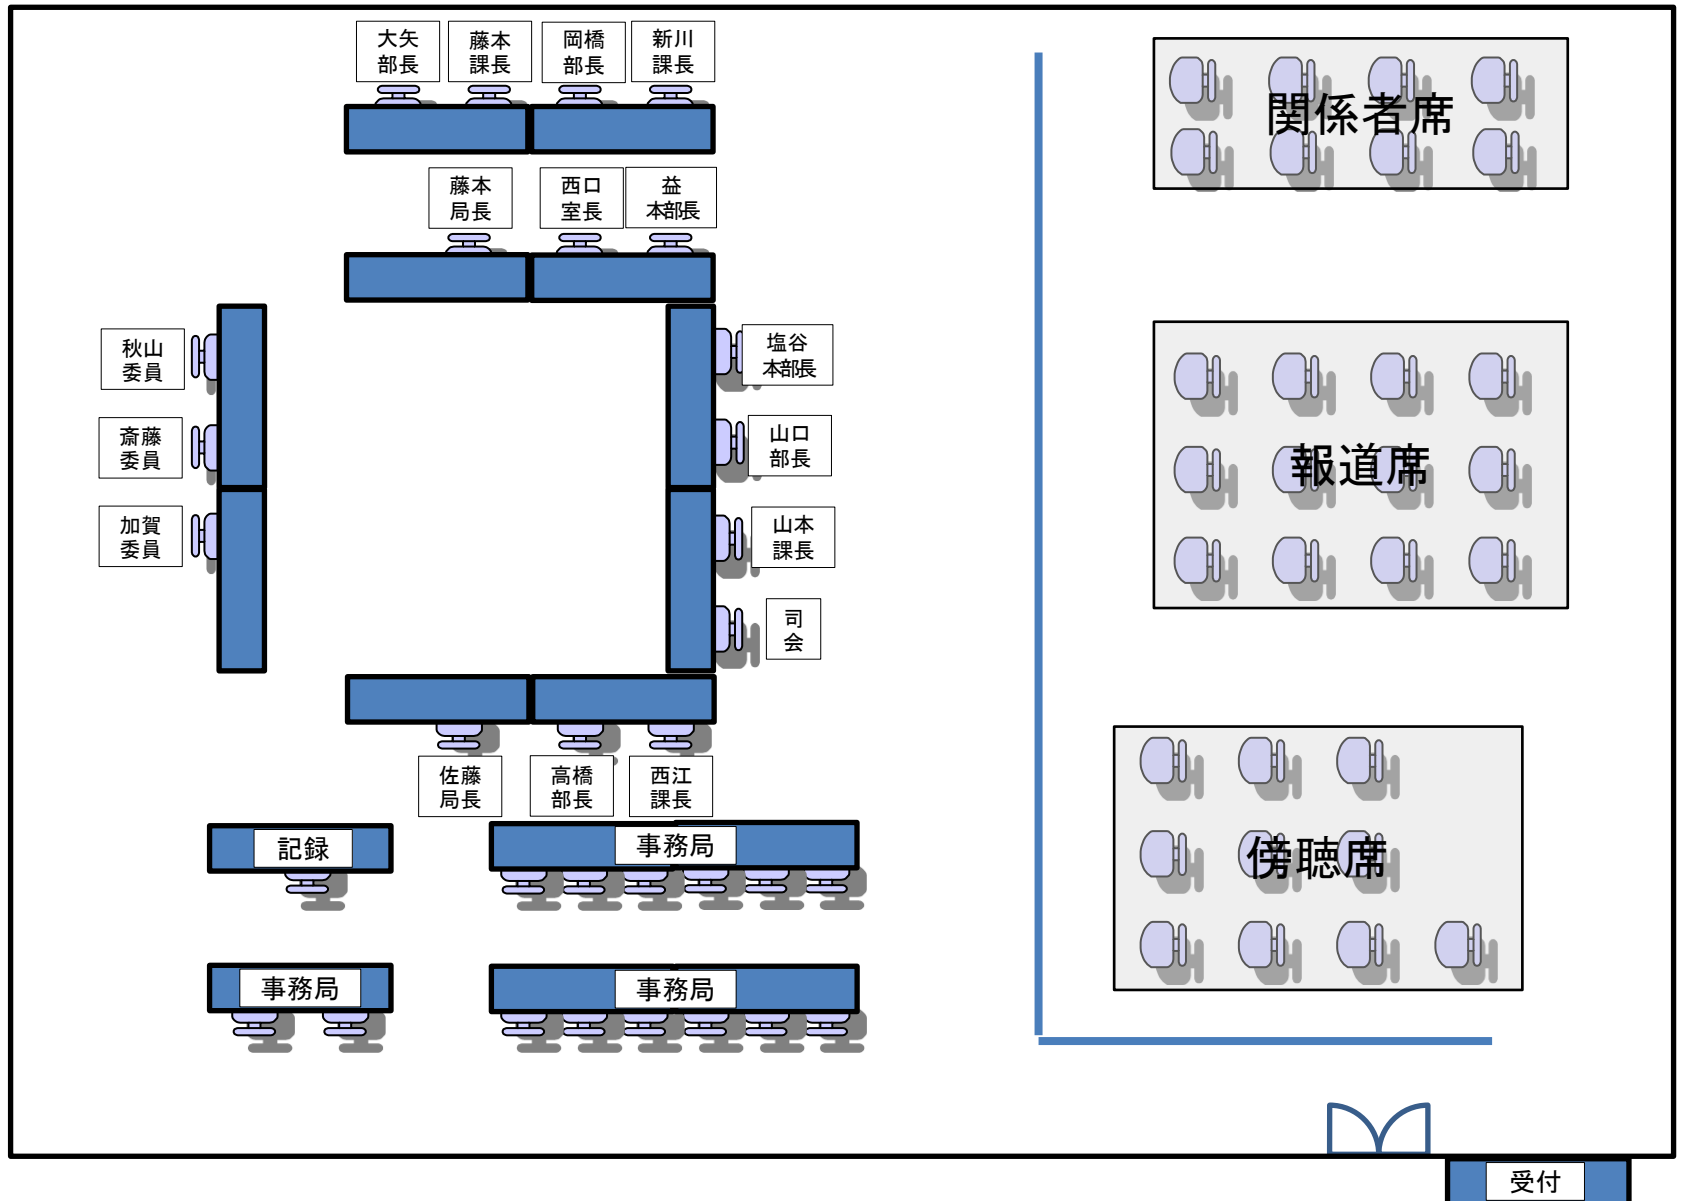 大矢
部長
藤本
課長
岡橋
部長
新川
課長
関係者席
藤本
局長
西口
室長
益
本部長
秋山
委員
塩谷
本部長
斎藤
委員
山口
部長
報道席
加賀
委員
山本
課長
司
会
佐藤
局長
高橋
部長
西江
課長
記録
事務局
傍聴席
事務局
事務局
受付